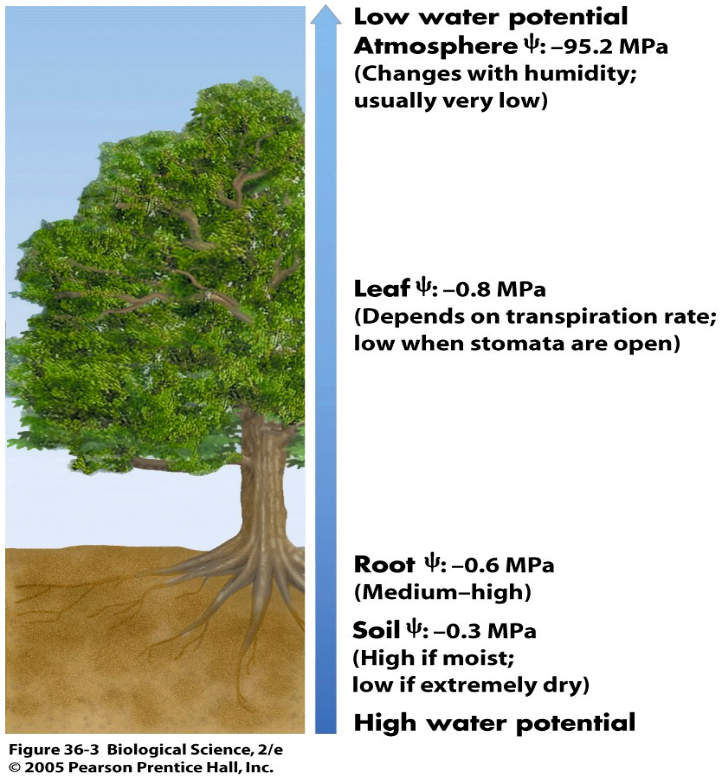 Low water potential
Atmosphere Ψ: –95.2 MPa
(Changes with humidity;
usually very low)
Leaf Ψ: –0.8 MPa
(Depends on transpiration rate;
low when stomata are open)
Root Ψ: –0.6 MPa
(Medium–high)
Soil Ψ: –0.3 MPa
(High if moist;
low if extremely dry)
High water potential
Figure 36-3 Biological Science, 2/e
© 2005 Pearson Prentice Hall, Inc.